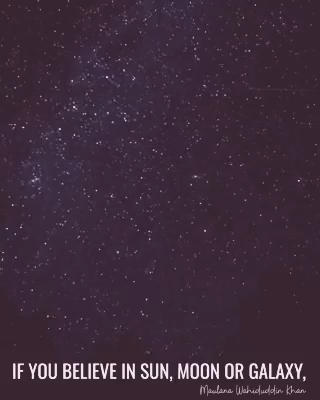 IF YOU BELIEVE IN SUN, MOON OR GALAXY,
Maulana Wahiduddin Khan